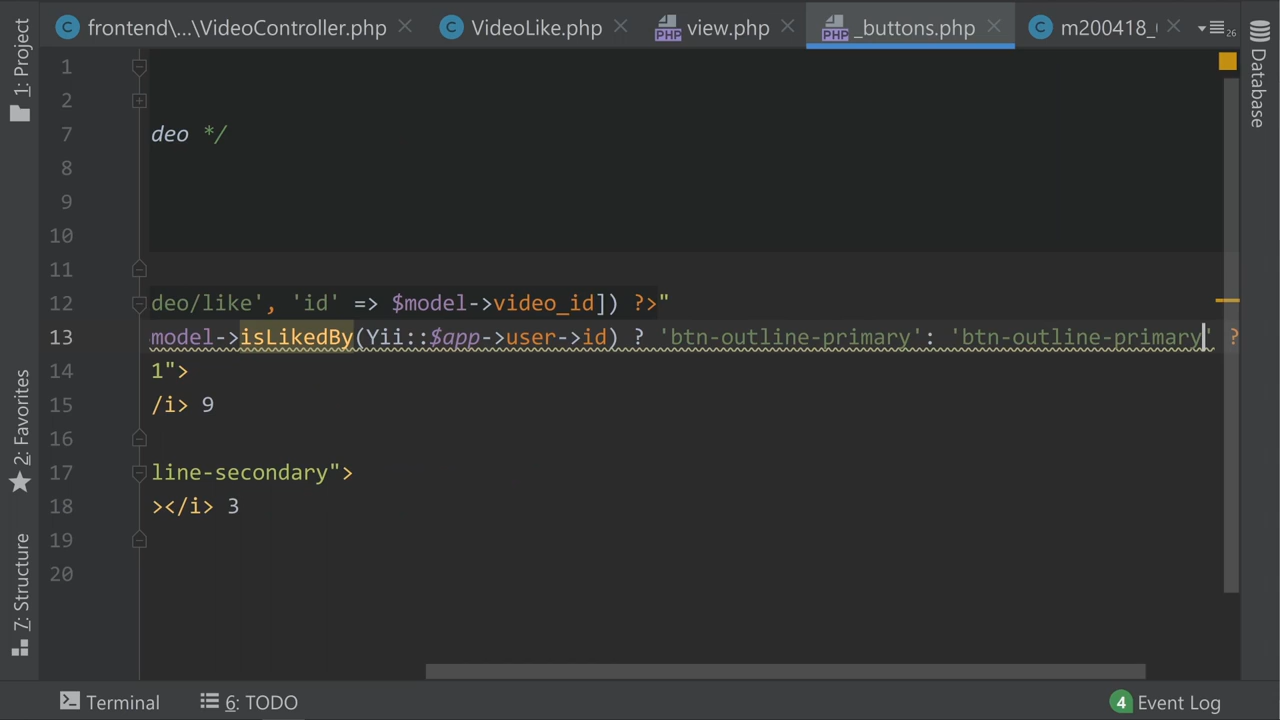 frontend\...\VideoController.php
VideoLike.php
view.php
_buttons.php
m200418_
26
1: Project
2: Favorites
7: Structure
Database
1
2
7 deo */
8
9
10
11
12 deo/like', 'id' => $model->video_id]) ?>"
13 model->isLikedBy(Yii::$app->user->id) ? 'btn-outline-primary': 'btn-outline-primary' ?
14 1">
15 /i> 9
16
17 line-secondary">
18 ></i> 3
19
20
Terminal
6: TODO
4 Event Log